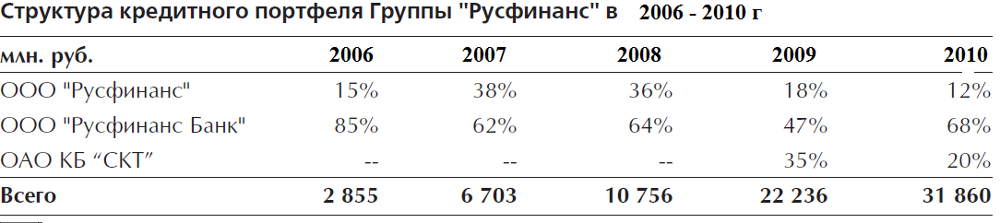 Структура кредитного портфеля Группы "Русфинанс" в 2006 - 2010 г
млн. руб. 2006 2007 2008 2009 2010
ООО "Русфинанс" 15% 38% 36% 18% 12%
ООО "Русфинанс Банк" 85% 62% 64% 47% 68%
ОАО КБ “СКТ” -- -- -- 35% 20%
Всего 2 855 6 703 10 756 22 236 31 860